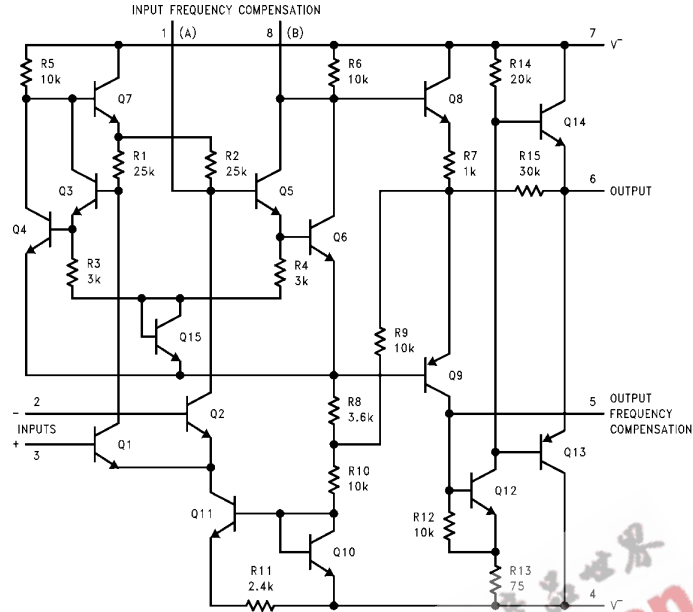 INPUT FREQUENCY COMPENSATION
1 (A) 8 (B)
7 V−
R5 10k
Q7
R6 10k
Q8
R14 20k
Q14
R1 25k
R2 25k
Q3
Q5
R7 1k
R15 30k
6 OUTPUT
Q4
Q6
R3 3k
R4 3k
Q15
R9 10k
Q9
2
−
INPUTS
+
3
Q2
Q1
R8 3.6k
5 OUTPUT FREQUENCY COMPENSATION
R10 10k
Q13
Q12
Q11
R12 10k
Q10
R11 2.4k
R13 75
4 V−